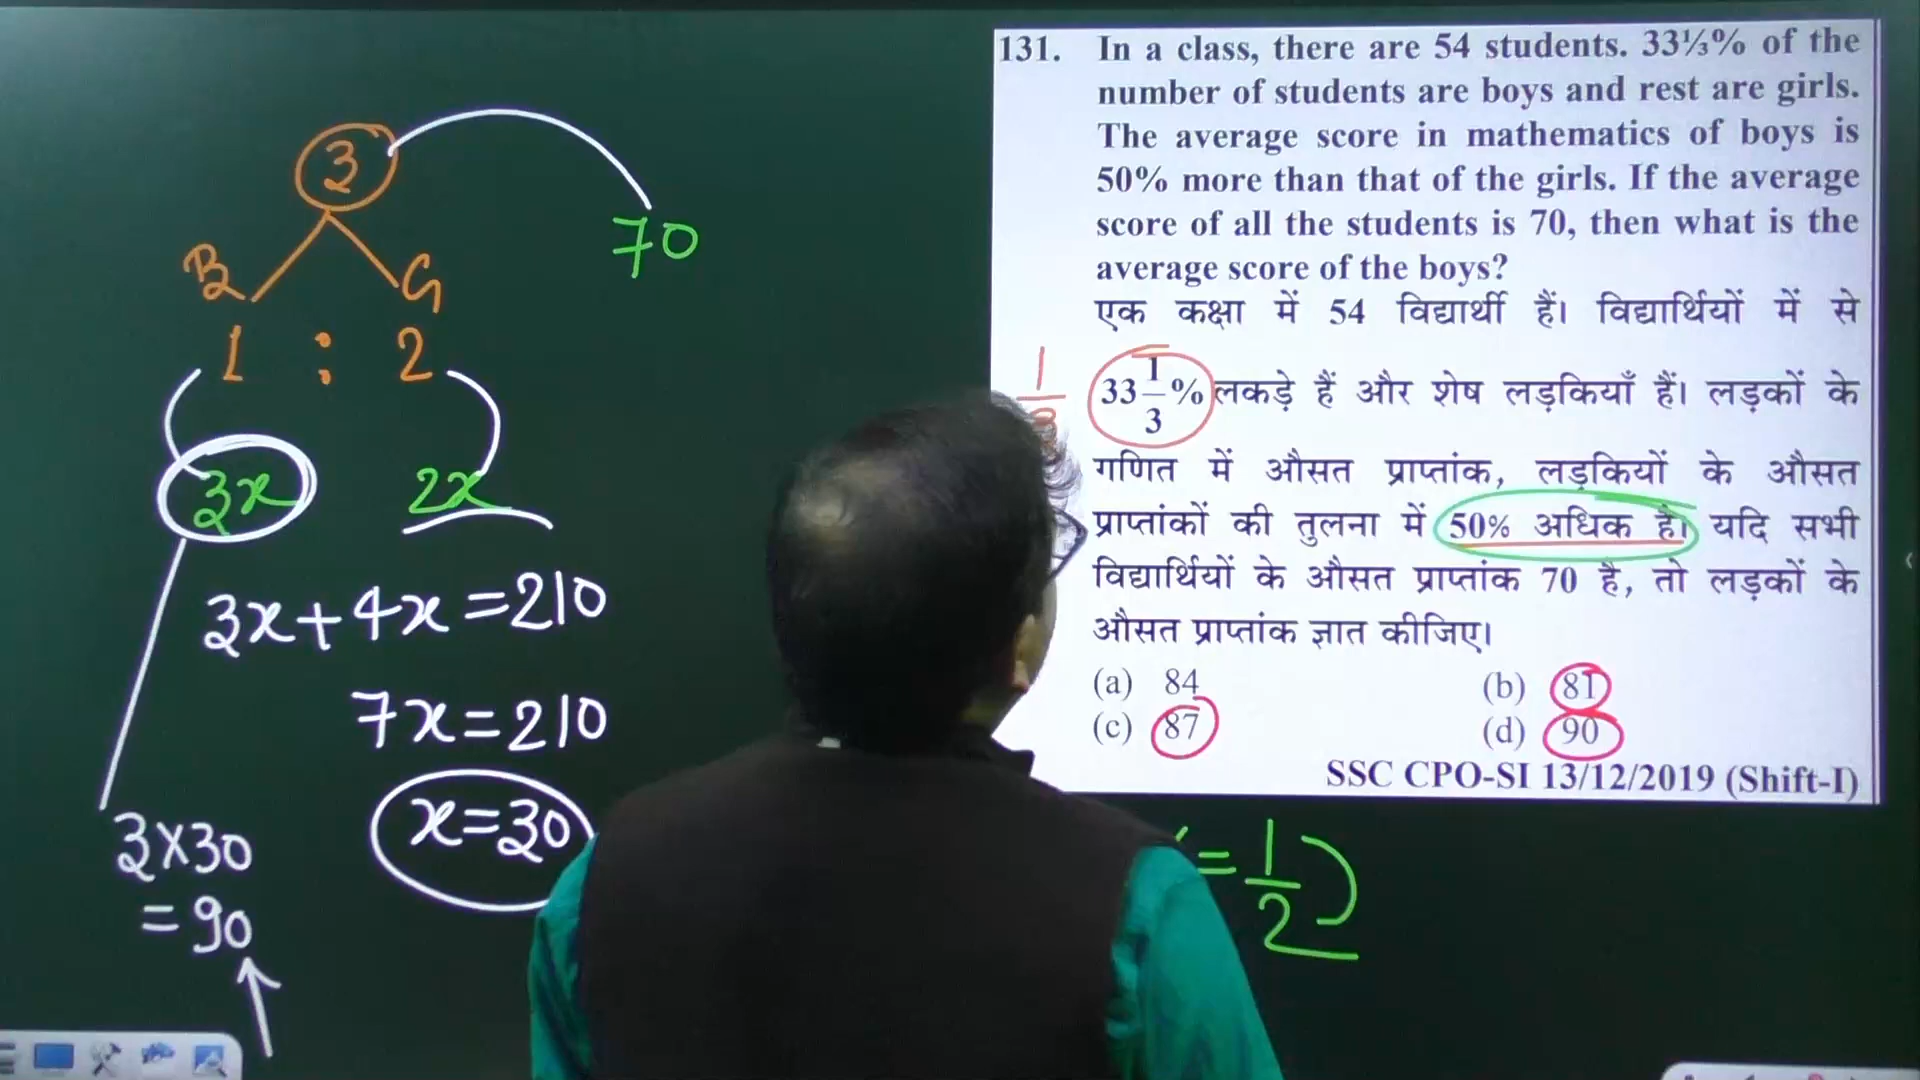 3
70
B G
1 : 2
3x 2x
3x+4x=210
7x=210
x=30
3×30
=90
131. In a class, there are 54 students. 33⅓% of the
number of students are boys and rest are girls.
The average score in mathematics of boys is
50% more than that of the girls. If the average
score of all the students is 70, then what is the
average score of the boys?
एक कक्षा में 54 विद्यार्थी हैं। विद्यार्थियों में से
33 1/3 % लकड़े हैं और शेष लड़कियाँ हैं। लड़कों के
गणित में औसत प्राप्तांक, लड़कियों के औसत
प्राप्तांकों की तुलना में 50% अधिक है। यदि सभी
विद्यार्थियों के औसत प्राप्तांक 70 है, तो लड़कों के
औसत प्राप्तांक ज्ञात कीजिए।
(a) 84 (b) 81
(c) 87 (d) 90
SSC CPO-SI 13/12/2019 (Shift-I)
= 1/2